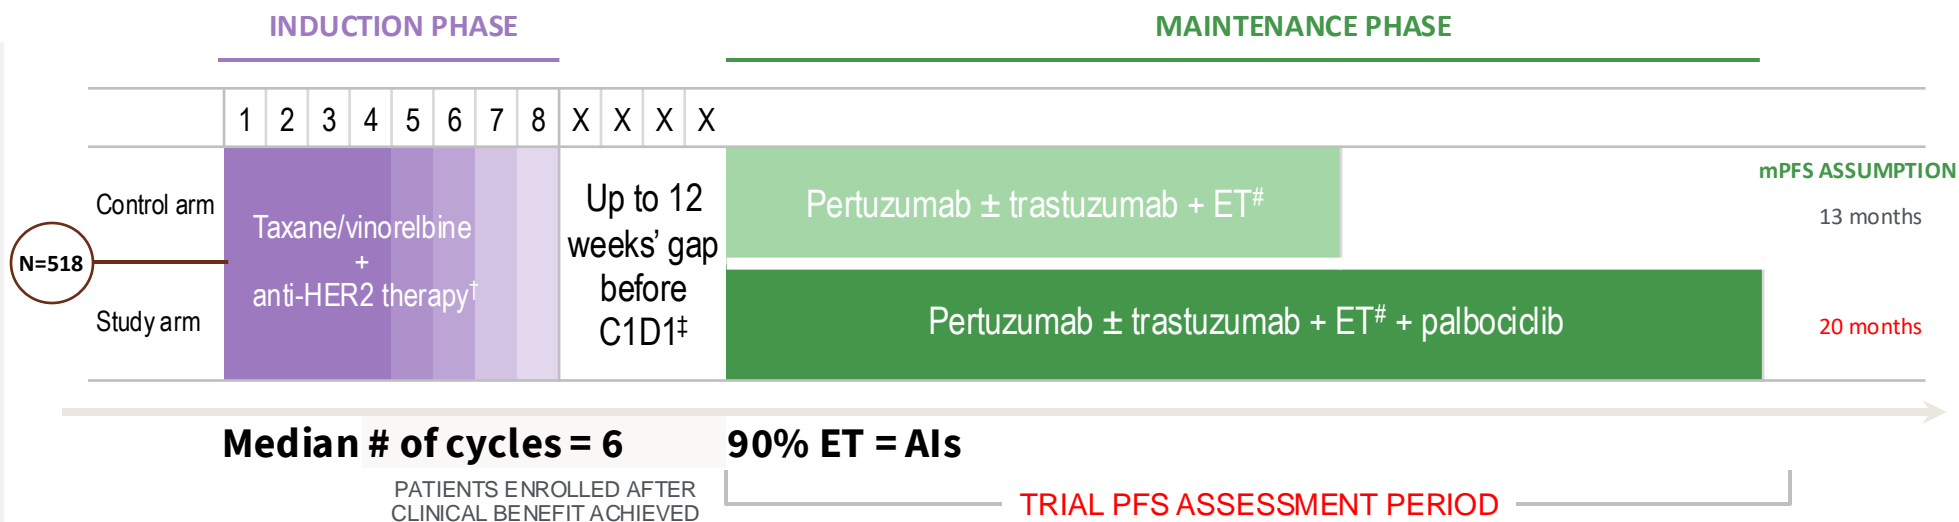 INDUCTION PHASE
MAINTENANCE PHASE
1 2 3 4 5 6 7 8 X X X X
Control arm
N=518
Study arm
Taxane/vinorelbine
+
anti-HER2 therapy†
Up to 12
weeks’ gap
before
C1D1‡
Pertuzumab ± trastuzumab + ET#
Pertuzumab ± trastuzumab + ET# + palbociclib
mPFS ASSUMPTION
13 months
20 months
Median # of cycles = 6
90% ET = AIs
PATIENTS ENROLLED AFTER
CLINICAL BENEFIT ACHIEVED
TRIAL PFS ASSESSMENT PERIOD